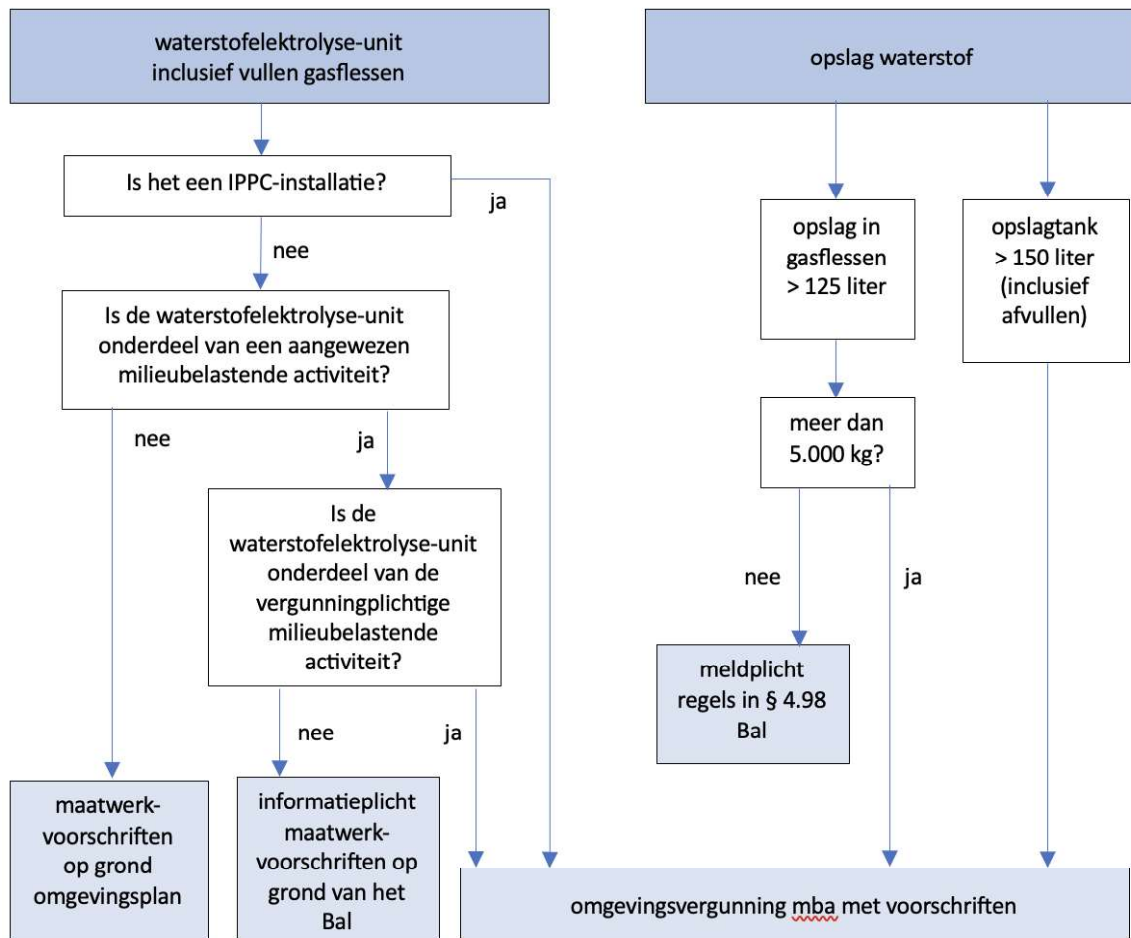 waterstofelektrolyse-unit
inclusief vullen gasflessen
opslag waterstof
Is het een IPPC-installatie?
ja
nee
opslag in
gasflessen
> 125 liter
opslagtank
> 150 liter
(inclusief
afvullen)
Is de waterstofelektrolyse-unit
onderdeel van een aangewezen
milieubelastende activiteit?
nee
ja
meer dan
5.000 kg?
Is de
waterstofelektrolyse-unit
onderdeel van de
vergunningplichtige
milieubelastende
activiteit?
nee
ja
meldplicht
regels in § 4.98
Bal
nee
ja
maatwerk-
voorschriften
op grond
omgevingsplan
informatieplicht
maatwerk-
voorschriften op
grond van het
Bal
omgevingsvergunning mba met voorschriften